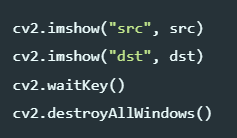 cv2.imshow("src", src)
cv2.imshow("dst", dst)
cv2.waitKey()
cv2.destroyAllWindows()